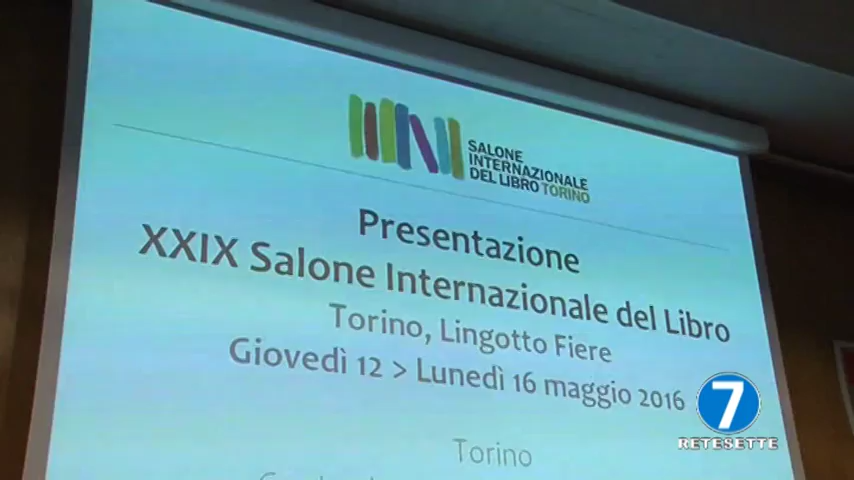 SALONE
INTERNAZIONALE
DEL LIBRO TORINO
Presentazione
XXIX Salone Internazionale del Libro
Torino, Lingotto Fiere
Giovedì 12 > Lunedì 16 maggio 2016
7
RETESETTE
Torino